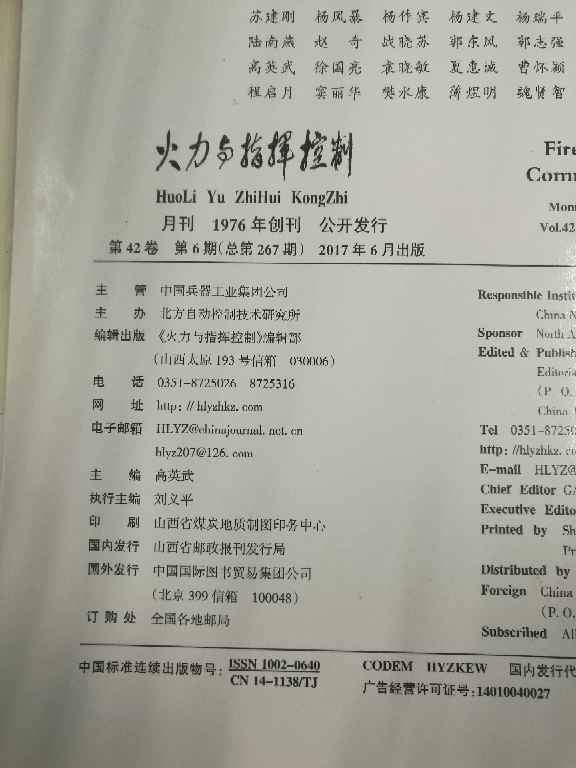 苏建刚 杨凤暴 杨作宾 杨建文 杨瑞平
陆南燕 赵奇 战晓苏 郭东风 郭志强
高英武 徐国亮 袁晓敏 夏惠诚 曹怀颖
程启月 窦丽华 樊水康 薄煜明 魏贤智
火力与指挥控制
HuoLi Yu ZhiHui KongZhi
月刊 1976年创刊 公开发行
第42卷 第6期(总第267期) 2017年6月出版
主管 中国兵器工业集团公司
主办 北方自动控制技术研究所
编辑出版 《火力与指挥控制》编辑部
(山西太原193号信箱 030006)
电话 0351-8725026 8725316
网址 http://hlyzhkz.com
电子邮箱 HLYZ@chinajournal.net.cn
hlyz207@126.com
主编 高英武
执行主编 刘义平
印刷 山西省煤炭地质制图印务中心
国内发行 山西省邮政报刊发行局
国外发行 中国国际图书贸易集团公司
(北京399信箱 100048)
订购处 全国各地邮局
中国标准连续出版物号: ISSN 1002-0640
CN 14-1138/TJ
CODEM HYZKEW 国内发行代
广告经营许可证号:14010040027
Fire
Comm
Mon
Vol.42
Responsible Instit
China N
Sponsor North A
Edited & Publish
Editoria
(P. O.
China
Tel 0351-87250
http://hlyzhkz.co
E-mail HLYZ@
Chief Editor GA
Executive Edito
Printed by Sh
Pr
Distributed by
Foreign China
(P.O.
Subscribed All